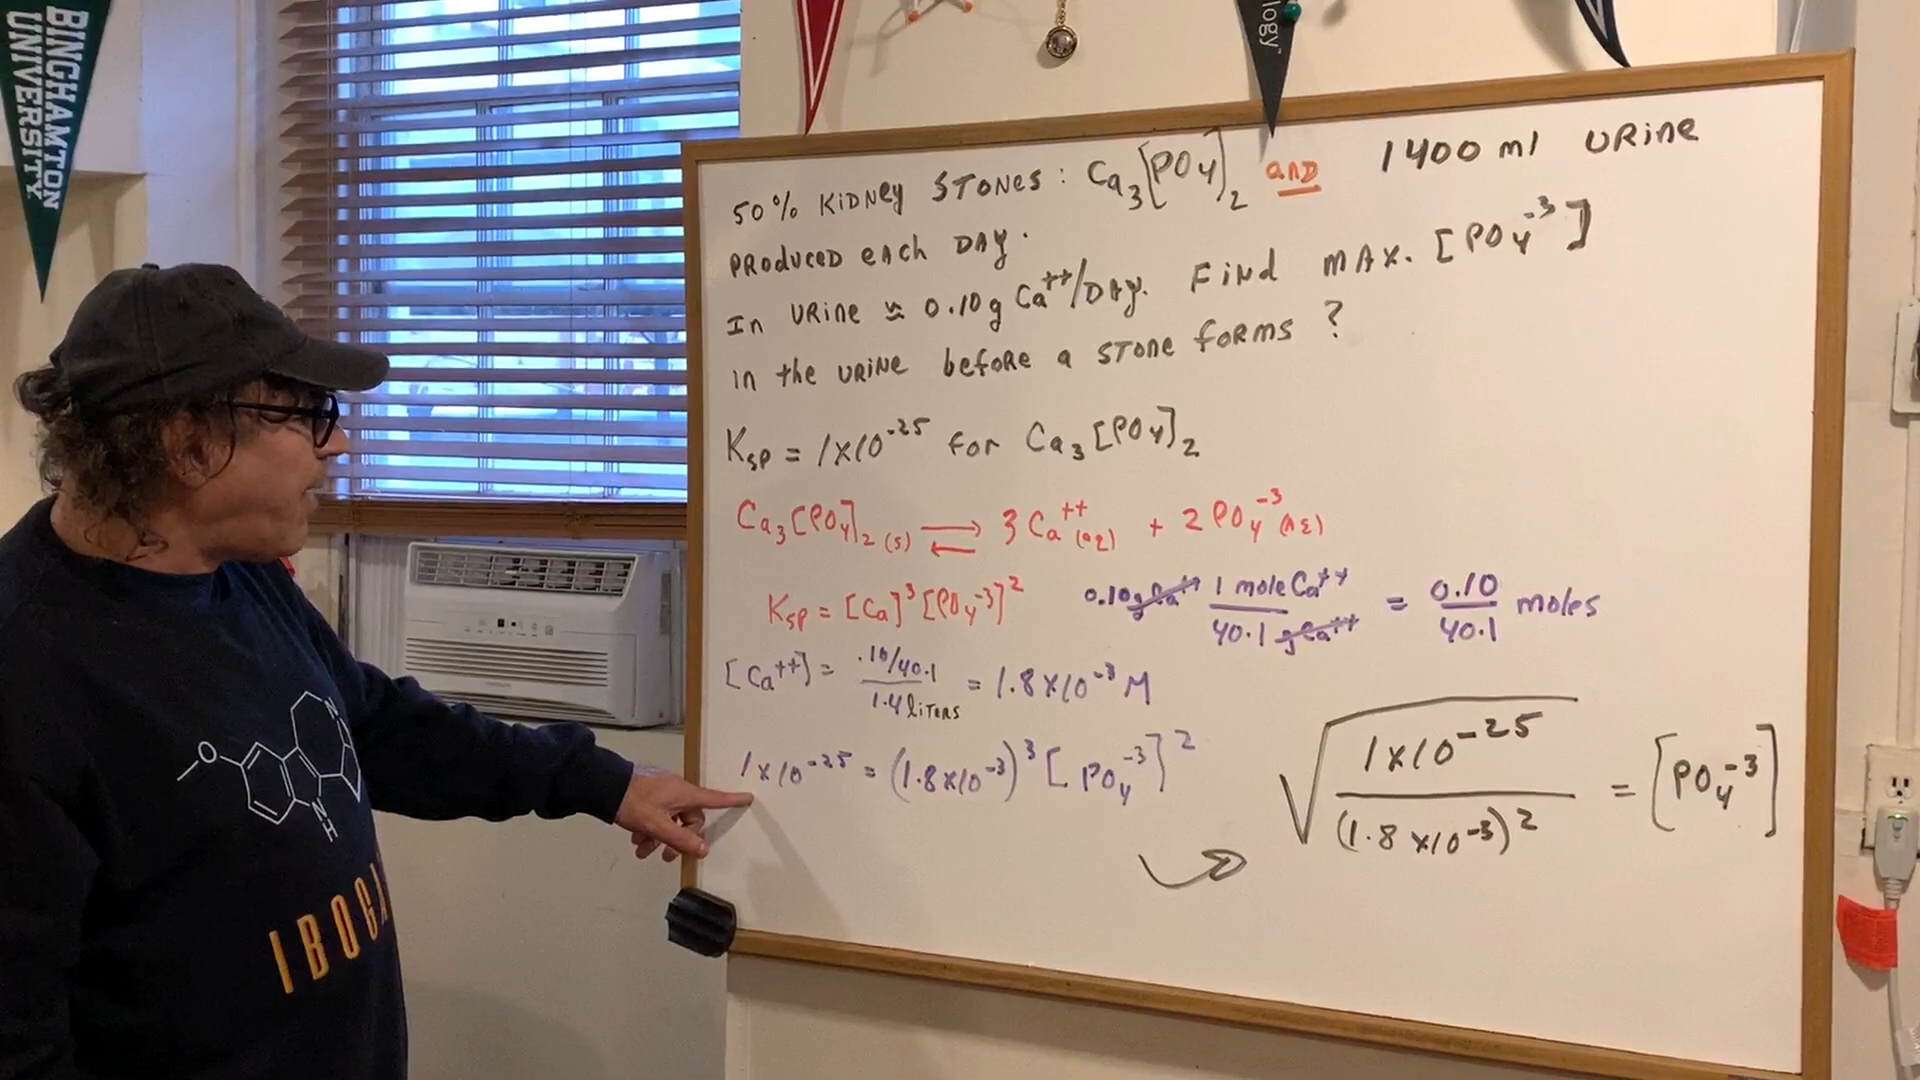 BINGHAMTON
UNIVERSITY
ology
50% KiDNey STONES: Ca3[PO4]2 and 1400 ml URine
PRODUCED eAch DAY.
In URine ≈ 0.10g Ca++/DAY. FiNd mAX. [PO4-3]
in the URiNe before a STONE forms ?
Ksp = 1x10-25 for Ca3[PO4]2
Ca3[PO4]2 (s) ⇌ 3 Ca++ (aq) + 2 PO4-3 (aq)
Ksp = [Ca]3 [PO4-3]2
0.10g Ca++ 1 mole Ca++ / 40.1 g Ca++ = 0.10 / 40.1 moles
[Ca++] = .10/40.1 / 1.4 liTERS = 1.8x10-3 M
1x10-25 = (1.8x10-3)3 [PO4-3]2
√ 1x10-25 / (1.8x10-3)2 = [PO4-3]
O
N
N
H
IBOGA